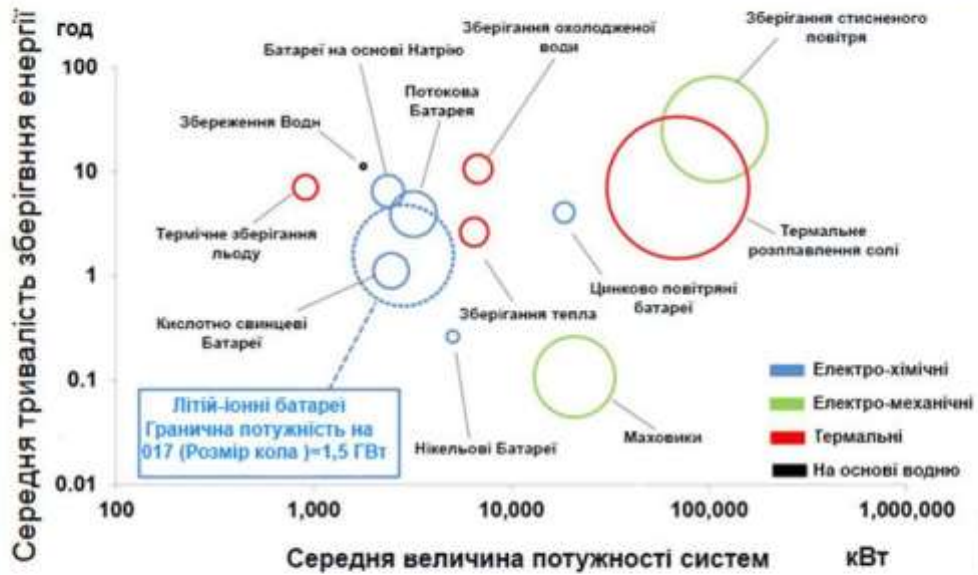 Середня тривалість зберігвння енергії
год
100
10
1
0.1
0.01
100
1,000
10,000
100,000
1,000,000
Середня величина потужності систем
кВт
Батареї на основі Натрію
Зберігання охолодженої
води
Зберігання стисненого
повітря
Потокова
Батарея
Збереження Водн
Термічне зберігання
льоду
Термальне
розплавлення солі
Цинково повітряні
батареї
Зберігання тепла
Кислотно свинцеві
Батареї
Нікельові Батареї
Маховики
Літій-іонні батареї
Гранична потужність на
017 (Розмір кола )=1,5 ГВт
Електро-хімічні
Електро-механічні
Термальні
На основі водню